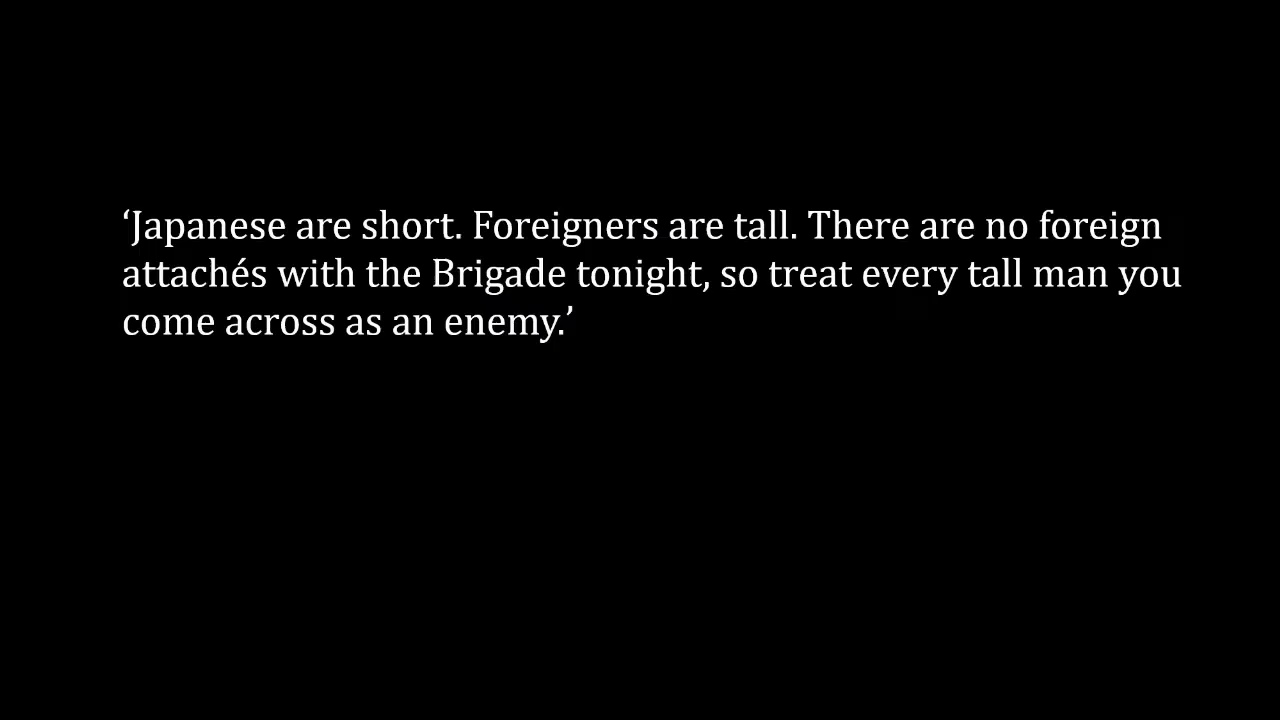 ‘Japanese are short. Foreigners are tall. There are no foreign
attachés with the Brigade tonight, so treat every tall man you
come across as an enemy.’